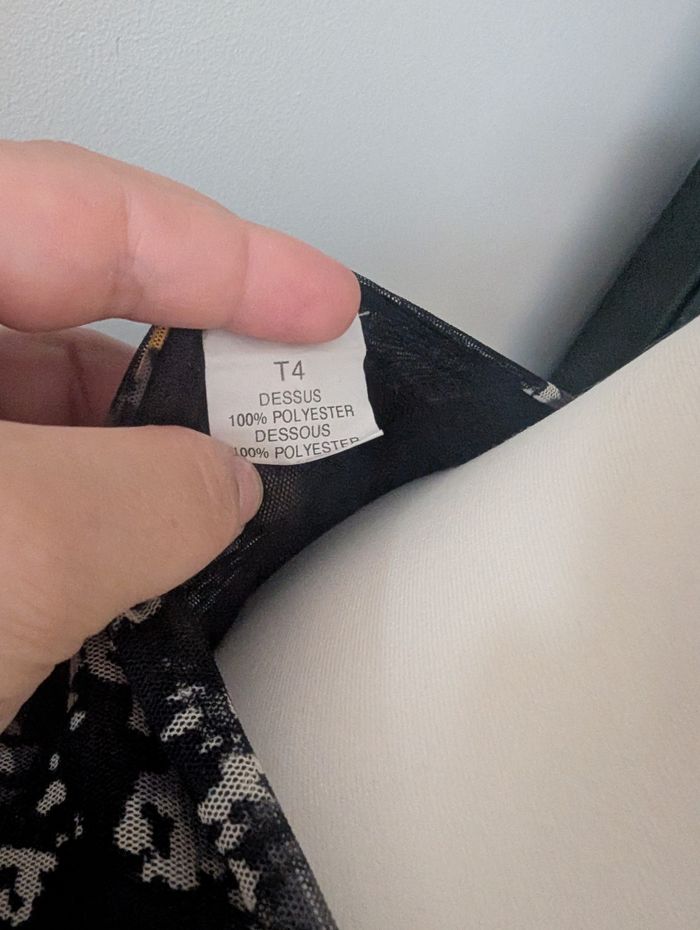 T4
DESSUS
100% POLYESTER
DESSOUS
100% POLYESTER